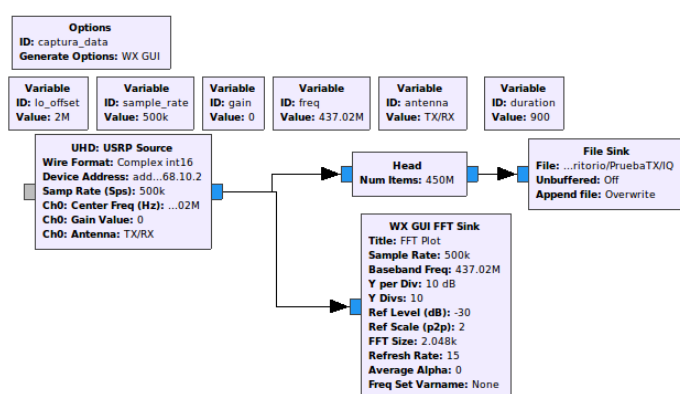 Options
ID: captura_data
Generate Options: WX GUI
Variable
ID: lo_offset
Value: 2M
Variable
ID: sample_rate
Value: 500k
Variable
ID: gain
Value: 0
Variable
ID: freq
Value: 437.02M
Variable
ID: antenna
Value: TX/RX
Variable
ID: duration
Value: 900
UHD: USRP Source
Wire Format: Complex int16
Device Address: add...68.10.2
Samp Rate (Sps): 500k
Ch0: Center Freq (Hz): ...02M
Ch0: Gain Value: 0
Ch0: Antenna: TX/RX
Head
Num Items: 450M
File Sink
File: ...ritorio/PruebaTX/IQ
Unbuffered: Off
Append file: Overwrite
WX GUI FFT Sink
Title: FFT Plot
Sample Rate: 500k
Baseband Freq: 437.02M
Y per Div: 10 dB
Y Divs: 10
Ref Level (dB): -30
Ref Scale (p2p): 2
FFT Size: 2.048k
Refresh Rate: 15
Average Alpha: 0
Freq Set Varname: None